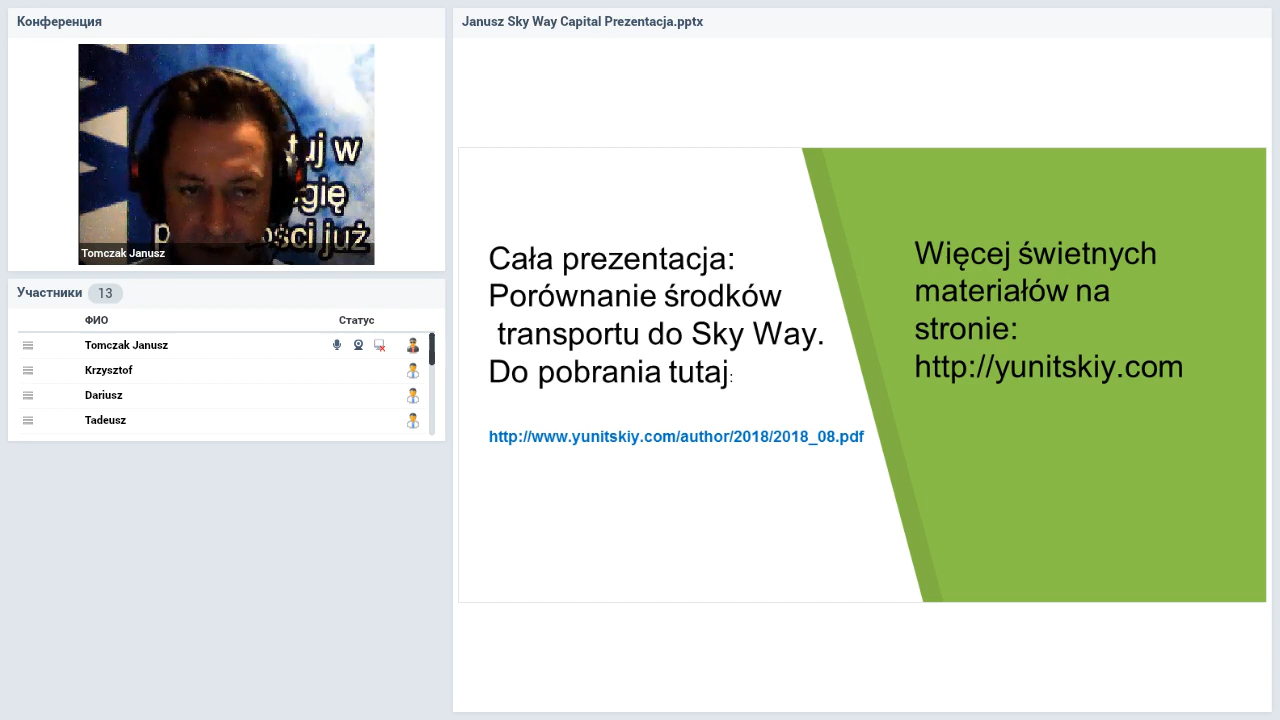 Конференция
Tomczak Janusz
Участники 13
ФИО Статус
Tomczak Janusz
Krzysztof
Dariusz
Tadeusz
Janusz Sky Way Capital Prezentacja.pptx
Cała prezentacja:
Porównanie środków
transportu do Sky Way.
Do pobrania tutaj:
http://www.yunitskiy.com/author/2018/2018_08.pdf
Więcej świetnych
materiałów na
stronie:
http://yunitskiy.com